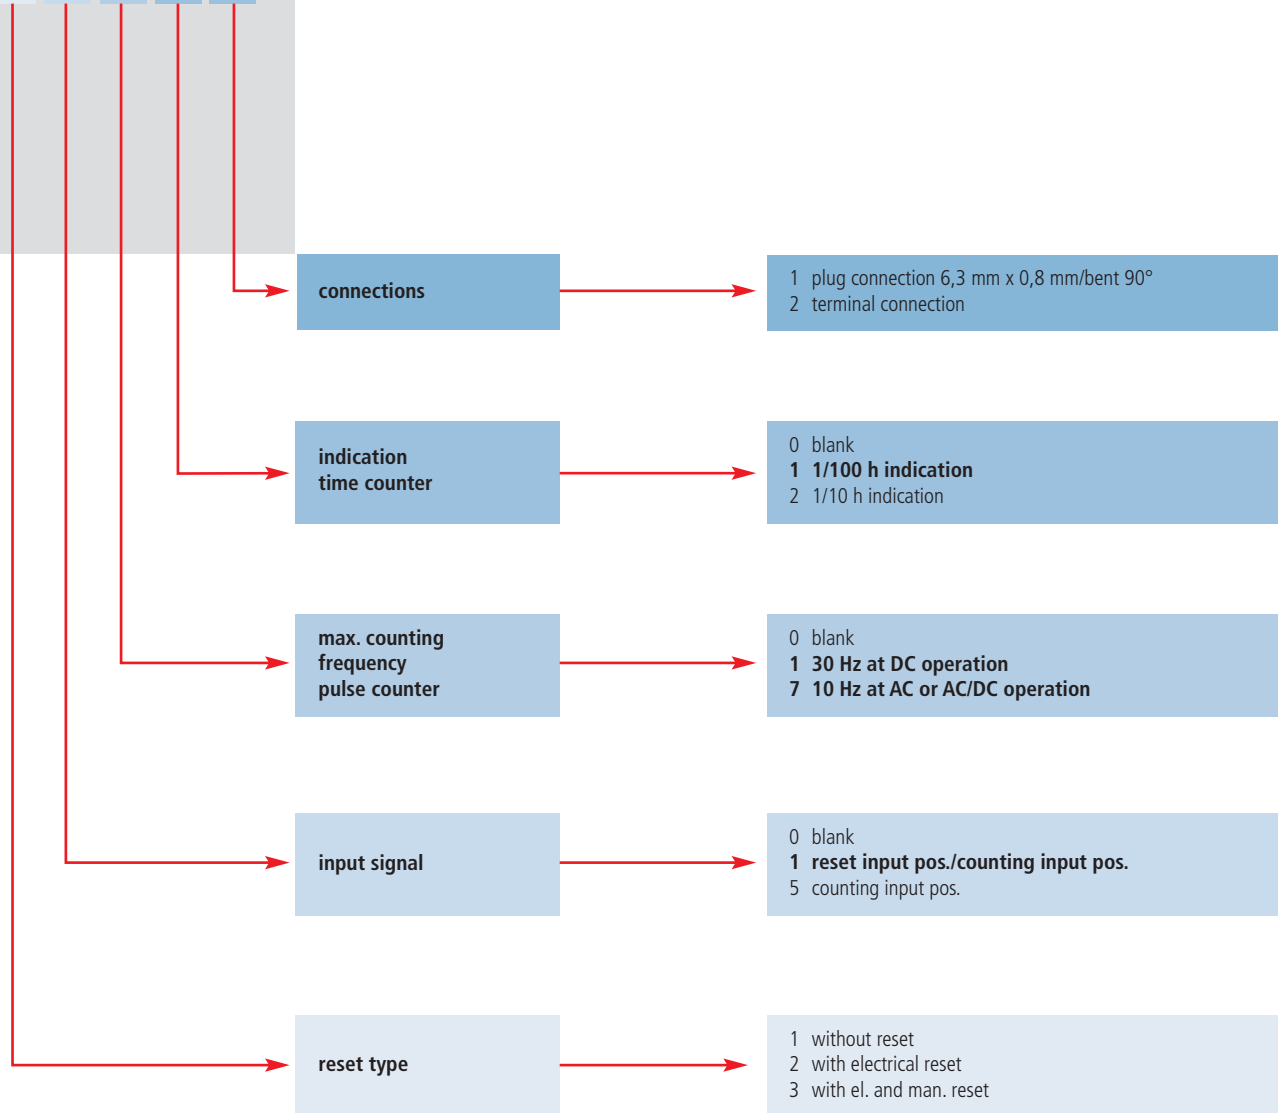 connections
1 plug connection 6,3 mm x 0,8 mm/bent 90°
2 terminal connection
indication
time counter
0 blank
1 1/100 h indication
2 1/10 h indication
max. counting
frequency
pulse counter
0 blank
1 30 Hz at DC operation
7 10 Hz at AC or AC/DC operation
input signal
0 blank
1 reset input pos./counting input pos.
5 counting input pos.
reset type
1 without reset
2 with electrical reset
3 with el. and man. reset